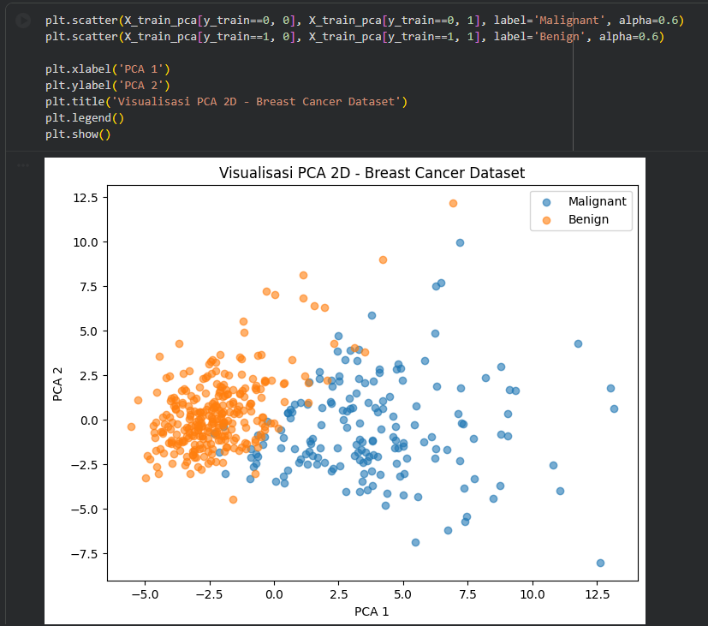 plt.scatter(X_train_pca[y_train==0, 0], X_train_pca[y_train==0, 1], label='Malignant', alpha=0.6)
plt.scatter(X_train_pca[y_train==1, 0], X_train_pca[y_train==1, 1], label='Benign', alpha=0.6)
plt.xlabel('PCA 1')
plt.ylabel('PCA 2')
plt.title('Visualisasi PCA 2D - Breast Cancer Dataset')
plt.legend()
plt.show()
Visualisasi PCA 2D - Breast Cancer Dataset
Malignant
Benign
12.5
10.0
7.5
5.0
2.5
0.0
−2.5
−5.0
−7.5
PCA 2
−5.0 −2.5 0.0 2.5 5.0 7.5 10.0 12.5
PCA 1